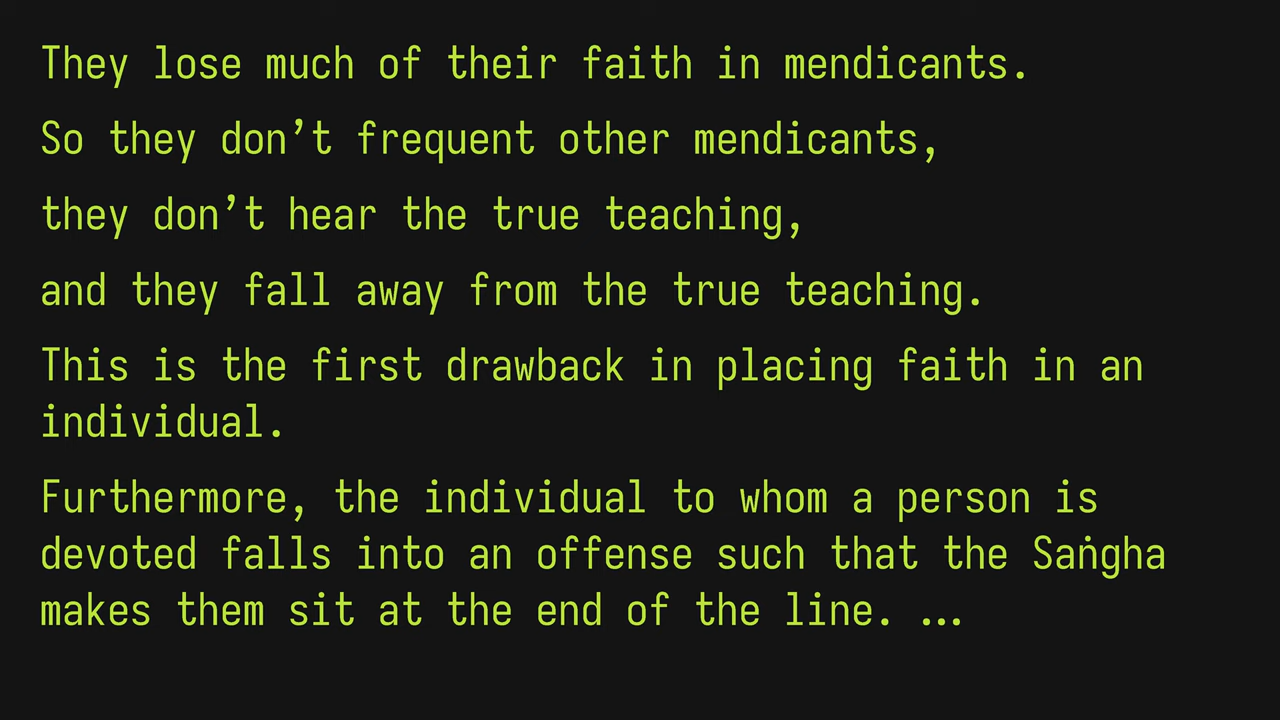 They lose much of their faith in mendicants.
So they don’t frequent other mendicants,
they don’t hear the true teaching,
and they fall away from the true teaching.
This is the first drawback in placing faith in an
individual.
Furthermore, the individual to whom a person is
devoted falls into an offense such that the Saṅgha
makes them sit at the end of the line. …